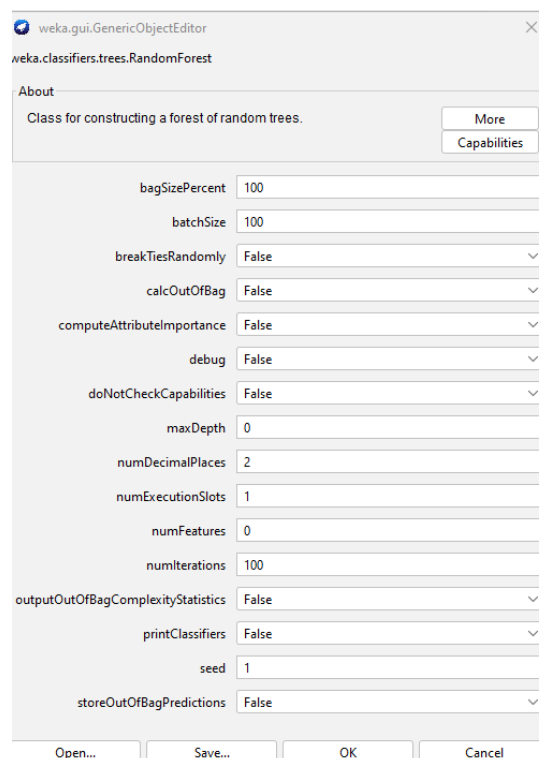 weka.gui.GenericObjectEditor
weka.classifiers.trees.RandomForest
About
Class for constructing a forest of random trees.
More
Capabilities
bagSizePercent 100
batchSize 100
breakTiesRandomly False
calcOutOfBag False
computeAttributeImportance False
debug False
doNotCheckCapabilities False
maxDepth 0
numDecimalPlaces 2
numExecutionSlots 1
numFeatures 0
numIterations 100
outputOutOfBagComplexityStatistics False
printClassifiers False
seed 1
storeOutOfBagPredictions False
Open... Save... OK Cancel